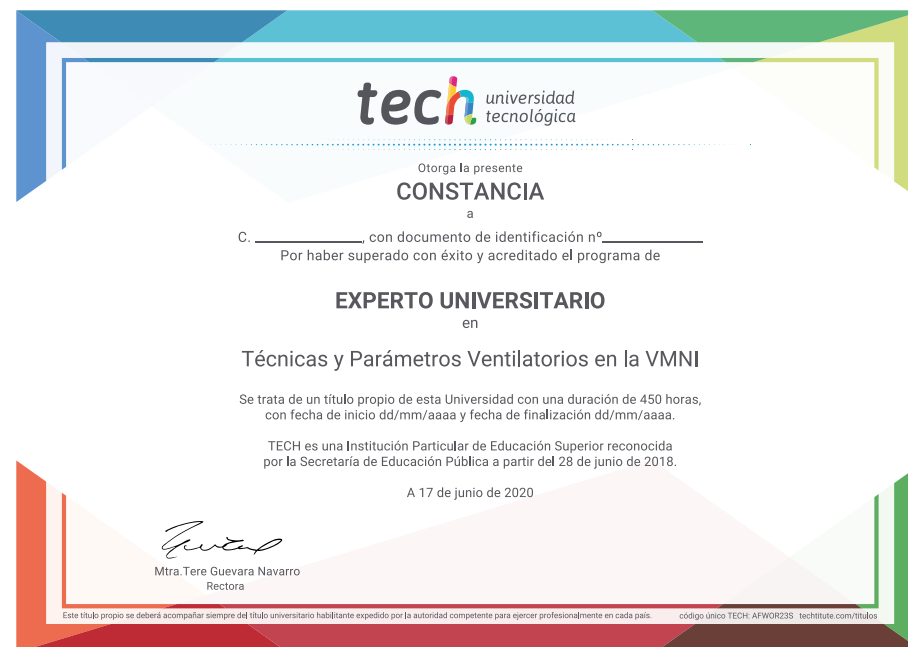 tech universidad
tecnológica
Otorga la presente
CONSTANCIA
a
C. ____________, con documento de identificación nº____________
Por haber superado con éxito y acreditado el programa de
EXPERTO UNIVERSITARIO
en
Técnicas y Parámetros Ventilatorios en la VMNI
Se trata de un título propio de esta Universidad con una duración de 450 horas,
con fecha de inicio dd/mm/aaaa y fecha de finalización dd/mm/aaaa.
TECH es una Institución Particular de Educación Superior reconocida
por la Secretaría de Educación Pública a partir del 28 de junio de 2018.
A 17 de junio de 2020
Mtra.Tere Guevara Navarro
Rectora
Este título propio se deberá acompañar siempre del título universitario habilitante expedido por la autoridad competente para ejercer profesionalmente en cada país. código único TECH: AFWOR23S techtitute.com/titulos